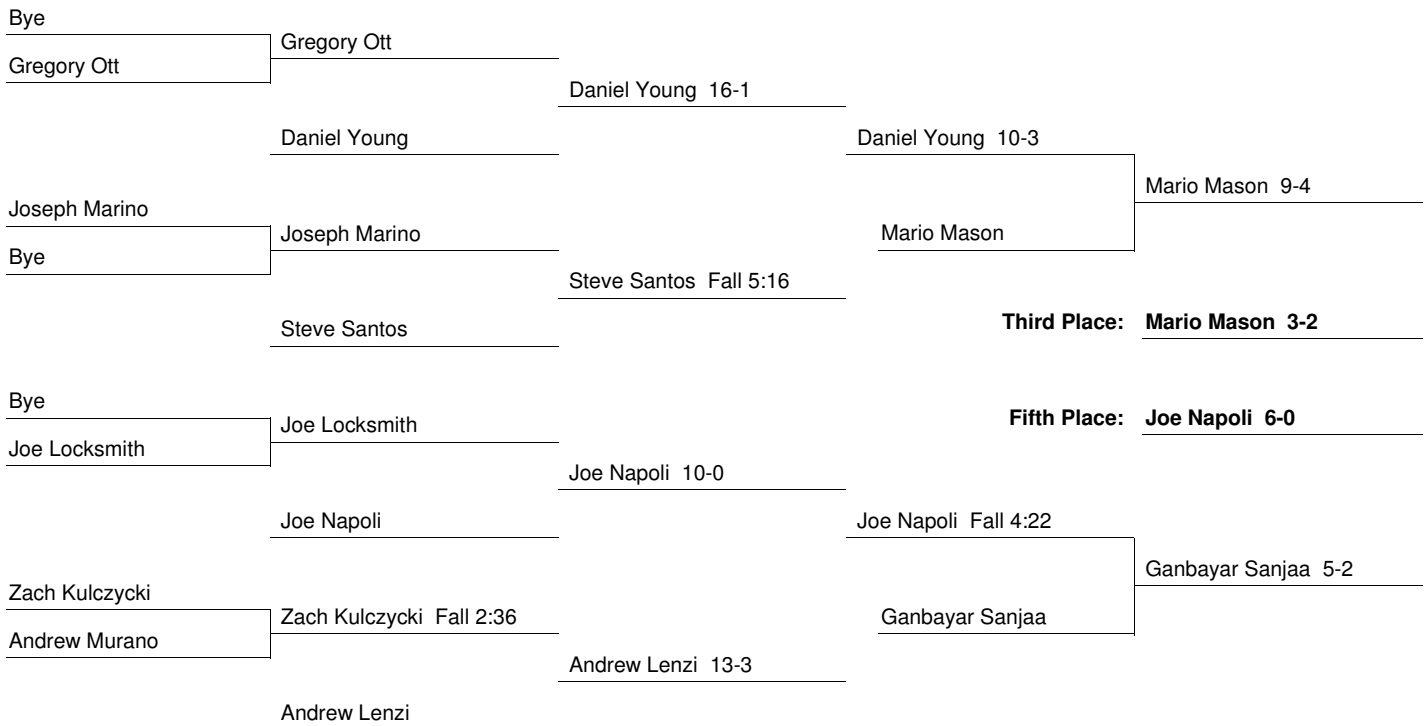 Bye
Gregory Ott
Gregory Ott
Daniel Young 16-1
Daniel Young
Daniel Young 10-3
Mario Mason 9-4
Joseph Marino
Joseph Marino
Mario Mason
Bye
Steve Santos Fall 5:16
Steve Santos
Third Place: Mario Mason 3-2
Bye
Joe Locksmith
Fifth Place: Joe Napoli 6-0
Joe Locksmith
Joe Napoli 10-0
Joe Napoli
Joe Napoli Fall 4:22
Ganbayar Sanjaa 5-2
Zach Kulczycki
Zach Kulczycki Fall 2:36
Ganbayar Sanjaa
Andrew Murano
Andrew Lenzi 13-3
Andrew Lenzi